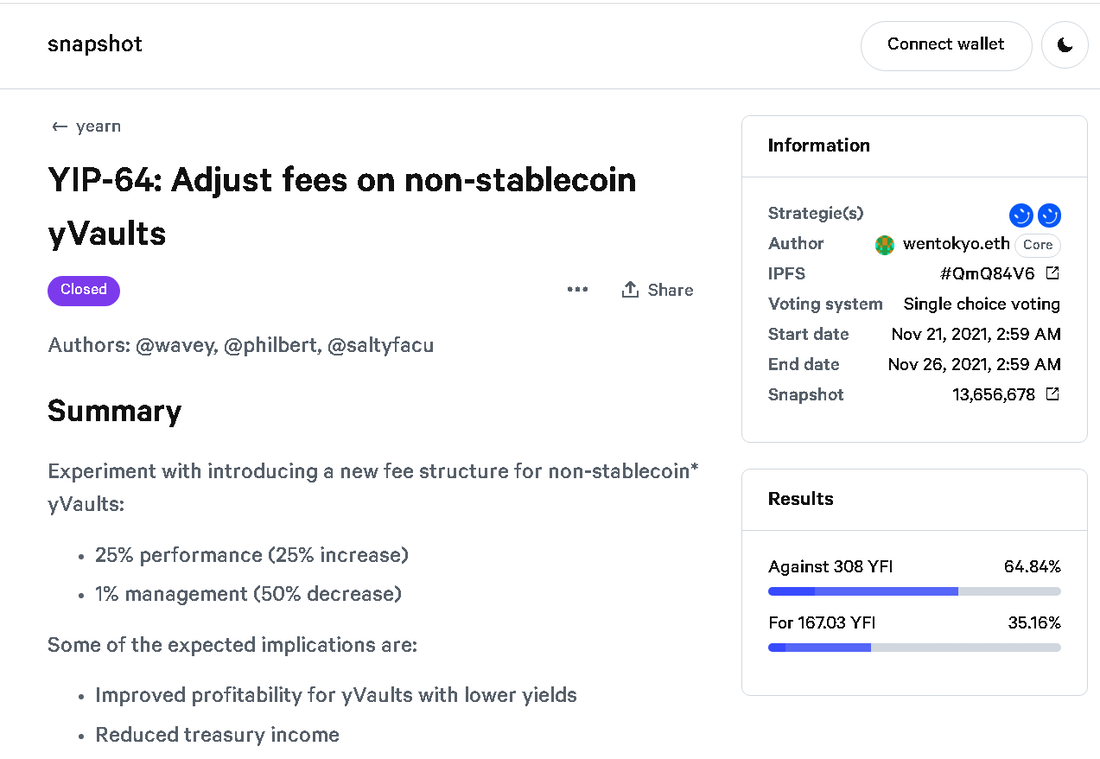 snapshot
Connect wallet
← yearn
YIP-64: Adjust fees on non-stablecoin
yVaults
Closed
Share
Authors: @wavey, @philbert, @saltyfacu
Summary
Experiment with introducing a new fee structure for non-stablecoin*
yVaults:
• 25% performance (25% increase)
• 1% management (50% decrease)
Some of the expected implications are:
• Improved profitability for yVaults with lower yields
• Reduced treasury income
Information
Strategie(s)
Author wentokyo.eth Core
IPFS #QmQ84V6
Voting system Single choice voting
Start date Nov 21, 2021, 2:59 AM
End date Nov 26, 2021, 2:59 AM
Snapshot 13,656,678
Results
Against 308 YFI 64.84%
For 167.03 YFI 35.16%